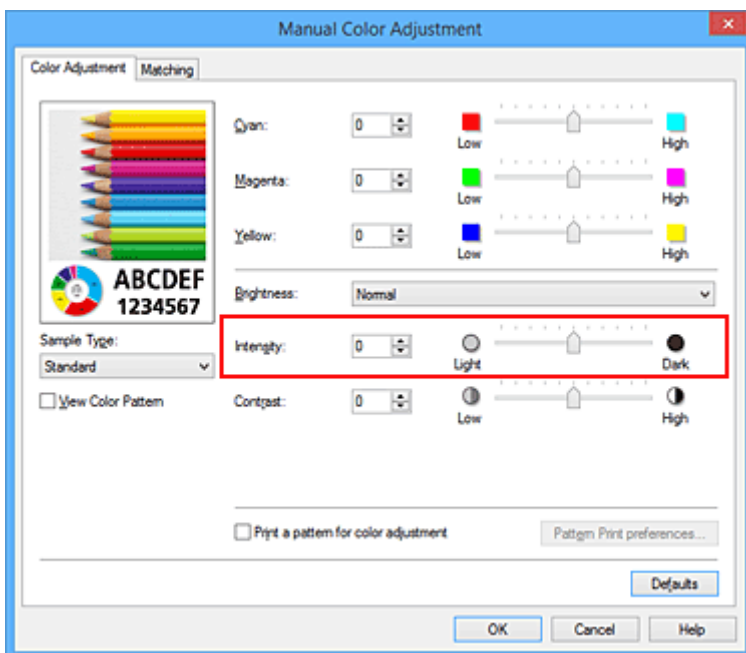 Manual Color Adjustment
Color Adjustment
Matching
ABCDEF
1234567
Sample Type:
Standard
View Color Pattern
Cyan: 0
Low High
Magenta: 0
Low High
Yellow: 0
Low High
Brightness: Normal
Intensity: 0
Light Dark
Contrast: 0
Low High
Print a pattern for color adjustment
Pattern Print preferences...
Defaults
OK Cancel Help